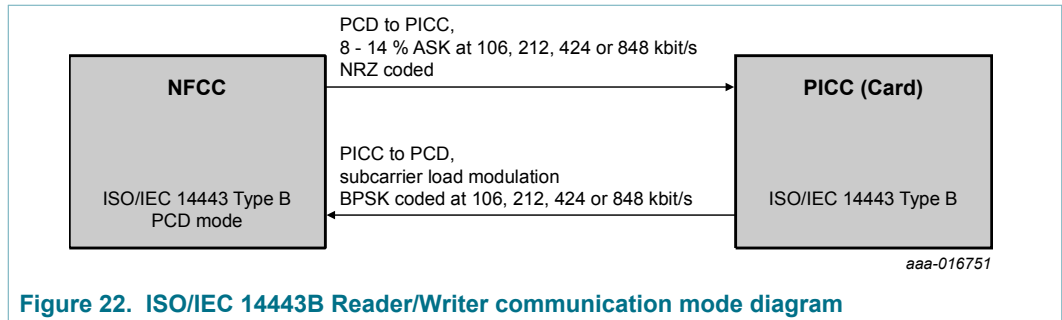 PCD to PICC,
8 - 14 % ASK at 106, 212, 424 or 848 kbit/s
NRZ coded
NFCC
PICC (Card)
PICC to PCD,
subcarrier load modulation
BPSK coded at 106, 212, 424 or 848 kbit/s
ISO/IEC 14443 Type B
PCD mode
ISO/IEC 14443 Type B
aaa-016751
Figure 22. ISO/IEC 14443B Reader/Writer communication mode diagram